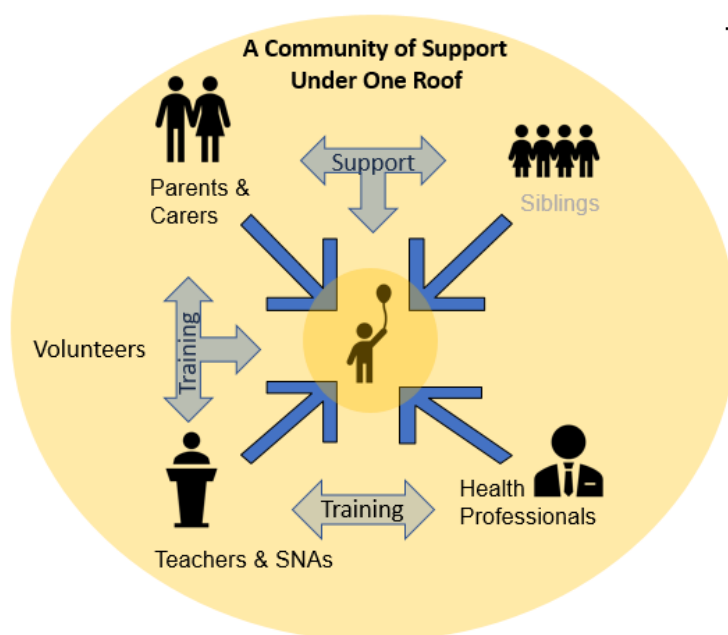 A Community of Support
Under One Roof
Support
Parents &
Carers
Siblings
Training
Volunteers
Health
Professionals
Training
Teachers & SNAs